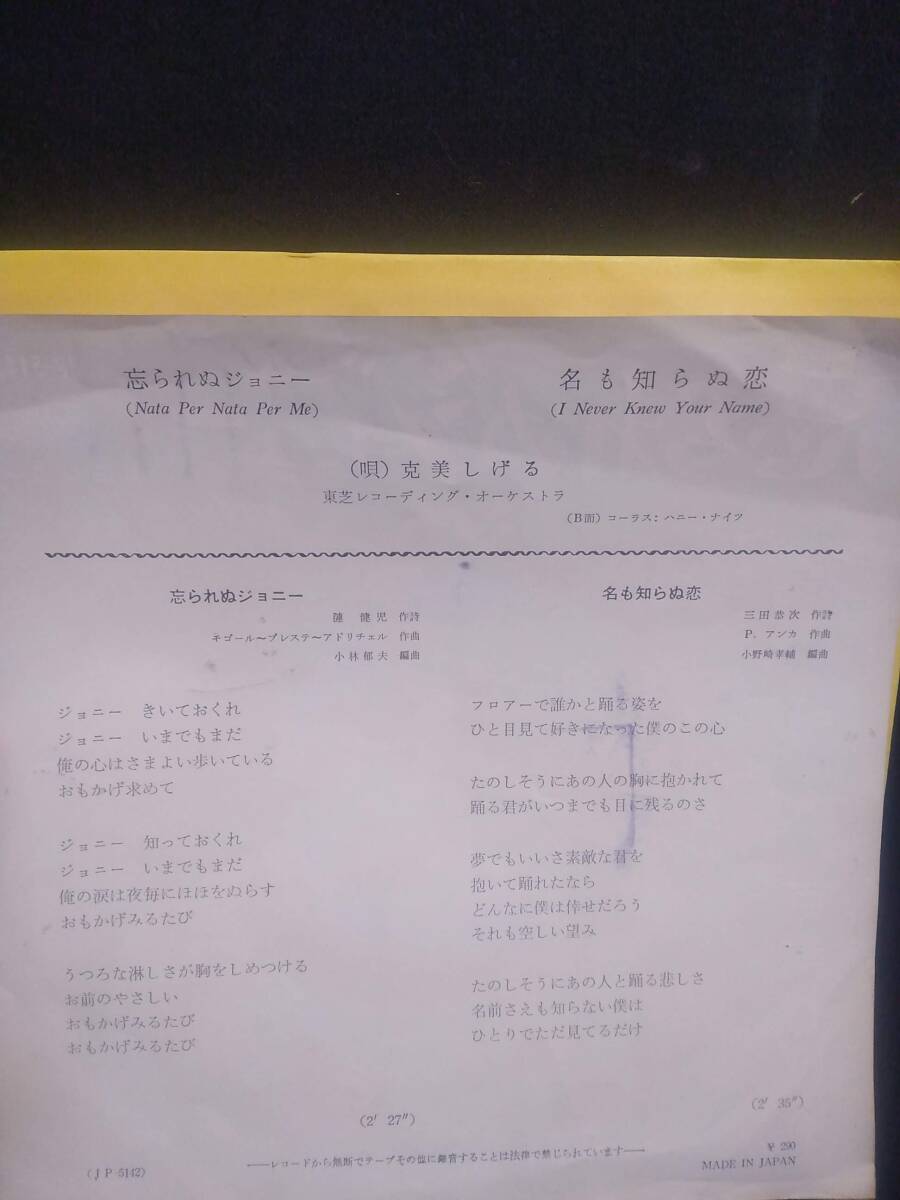 忘られぬジョニー
(Nata Per Nata Per Me)
名も知らぬ恋
(I Never Knew Your Name)
(唄) 克美しげる
東芝レコーディング・オーケストラ
(B面) コーラス: ハニー・ナイツ
忘られぬジョニー
漣 健児 作詩
ネゴール〜プレステ〜アドリチェル 作曲
小林郁夫 編曲
ジョニー きいておくれ
ジョニー いまでもまだ
俺の心はさまよい歩いている
おもかげ求めて
ジョニー 知っておくれ
ジョニー いまでもまだ
俺の涙は夜毎にほほをぬらす
おもかげみるたび
うつろな淋しさが胸をしめつける
お前のやさしい
おもかげみるたび
おもかげみるたび
(2′ 27″)
名も知らぬ恋
三田恭次 作詩
P. アンカ 作曲
小野崎孝輔 編曲
フロアーで誰かと踊る姿を
ひと目見て好きになった僕のこの心
たのしそうにあの人の胸に抱かれて
踊る君がいつまでも目に残るのさ
夢でもいいさ素敵な君を
抱いて踊れたなら
どんなに僕は倖せだろう
それも空しい望み
たのしそうにあの人と踊る悲しさ
名前さえも知らない僕は
ひとりでただ見てるだけ
(2′ 35″)
(JP-5142)
──レコードから無断でテープその他に録音することは法律で禁じられています──
¥ 290
MADE IN JAPAN